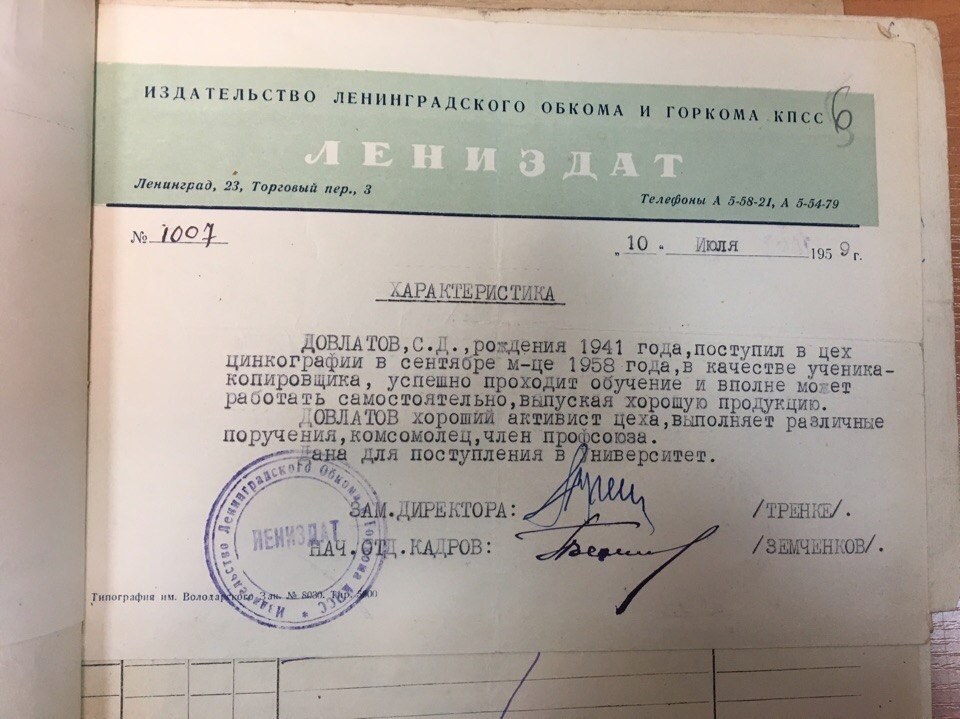 6
ИЗДАТЕЛЬСТВО ЛЕНИНГРАДСКОГО ОБКОМА И ГОРКОМА КПСС
ЛЕНИЗДАТ
Ленинград, 23, Торговый пер., 3
Телефоны А 5-58-21, А 5-54-79
№ 1007
„ 10 " Июля 1959 г.
ХАРАКТЕРИСТИКА
ДОВЛАТОВ,С.Д.,рождения 1941 года,поступил в цех
цинкографии в сентябре м-це 1958 года,в качестве ученика-
копировщика, успешно проходит обучение и вполне может
работать самостоятельно,выпуская хорошую продукцию.
ДОВЛАТОВ хороший активист цеха,выполняет различные
поручения,комсомолец,член профсоюза.
Дана для поступления в Университет.
ЗАМ.ДИРЕКТОРА: /ТРЕНКЕ/.
НАЧ.ОТД.КАДРОВ: /ЗЕМЧЕНКОВ/.
Издательство Ленинградского Обкома и Горкома КПСС *
ЛЕНИЗДАТ
Типография им. Володарского Зак. № 8030. Тир. 5000